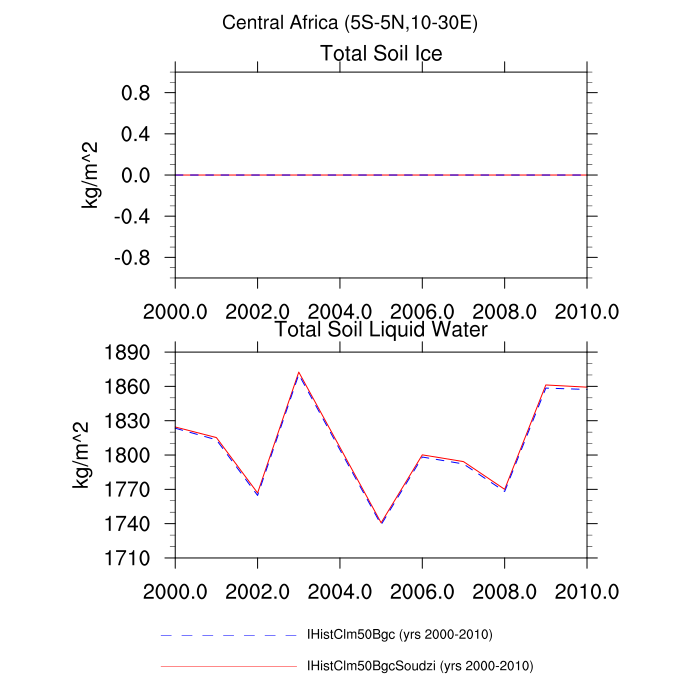 Central Africa (5S-5N,10-30E)
Total Soil Ice
0.8
0.4
0.0
-0.4
-0.8
kg/m^2
2000.0 2002.0 2004.0 2006.0 2008.0 2010.0
Total Soil Liquid Water
1890
1860
1830
1800
1770
1740
1710
kg/m^2
2000.0 2002.0 2004.0 2006.0 2008.0 2010.0
IHistClm50Bgc (yrs 2000-2010)
IHistClm50BgcSoudzi (yrs 2000-2010)